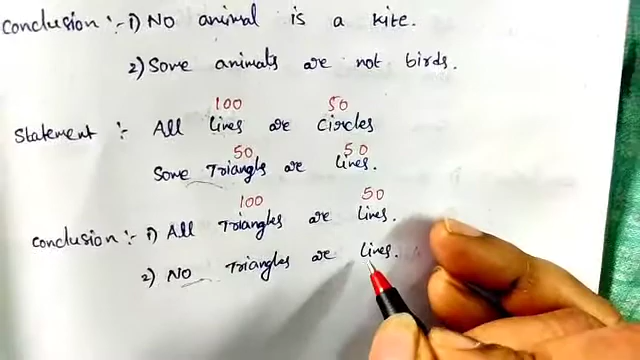 Conclusion :- 1) No animal is a kite.
2) Some animals are not birds.
100 50
Statement :- All lines are Circles
50 50
Some Triangls are lines.
100 50
Conclusion :- 1) All Triangles are lines.
2) No Triangles are lines.